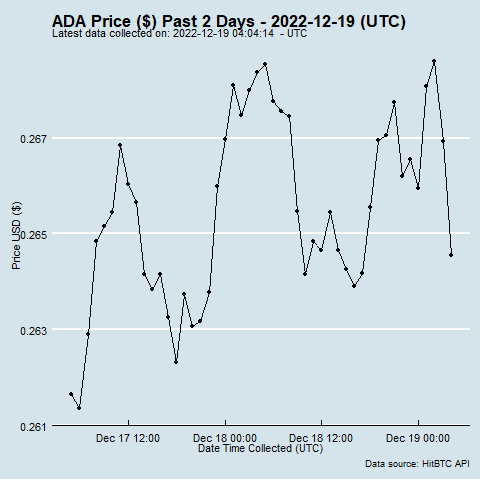 ADA Price ($) Past 2 Days - 2022-12-19 (UTC)
Latest data collected on: 2022-12-19 04:04:14 - UTC
0.267
0.265
0.263
0.261
Price USD ($)
Dec 17 12:00 Dec 18 00:00 Dec 18 12:00 Dec 19 00:00
Date Time Collected (UTC)
Data source: HitBTC API